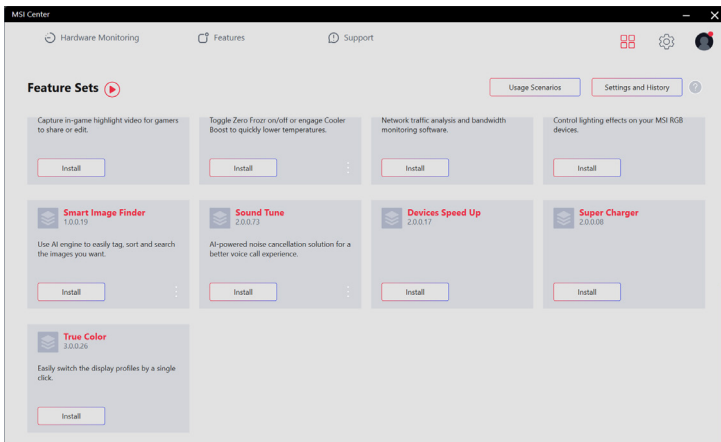 MSI Center
Hardware Monitoring
Features
Support
Feature Sets
Usage Scenarios
Settings and History
?
Capture in-game highlight video for gamers
to share or edit.
Install
Toggle Zero Frozr on/off or engage Cooler
Boost to quickly lower temperatures.
Install
Network traffic analysis and bandwidth
monitoring software.
Install
Control lighting effects on your MSI RGB
devices.
Install
Smart Image Finder
1.0.0.19
Use AI engine to easily tag, sort and search
the images you want.
Install
Sound Tune
2.0.0.73
AI-powered noise cancellation solution for a
better voice call experience.
Install
Devices Speed Up
2.0.0.17
Install
Super Charger
2.0.0.08
Install
True Color
3.0.0.26
Easily switch the display profiles by a single
click.
Install